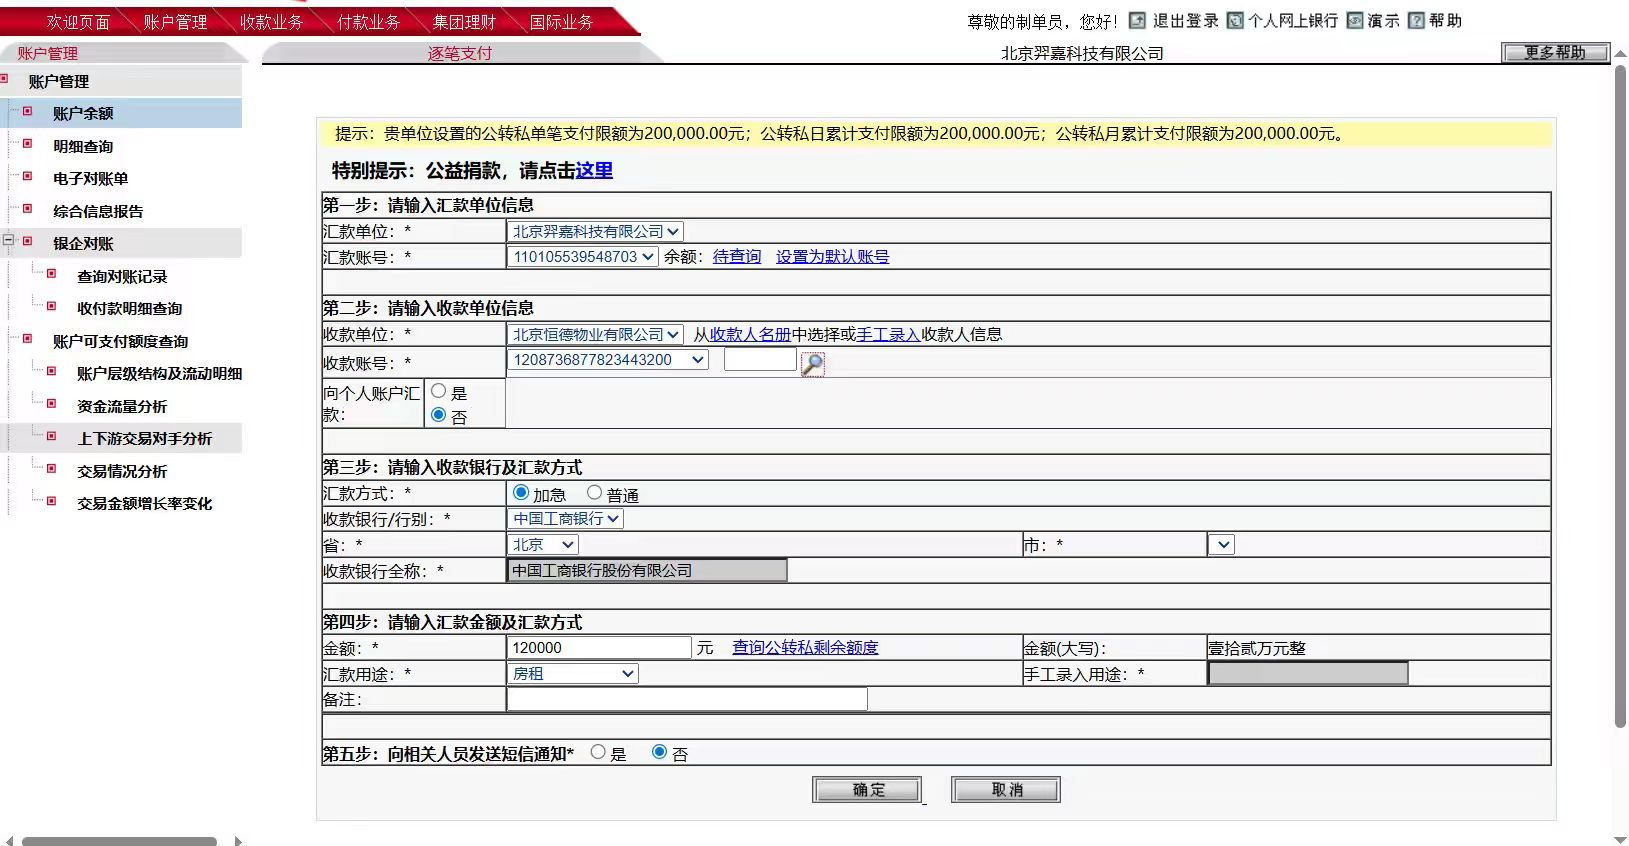 欢迎页面 账户管理 收款业务 付款业务 集团理财 国际业务
尊敬的制单员，您好！ 退出登录 个人网上银行 演示 帮助
账户管理
逐笔支付
北京羿嘉科技有限公司
更多帮助
账户管理
账户余额
明细查询
电子对账单
综合信息报告
银企对账
查询对账记录
收付款明细查询
账户可支付额度查询
账户层级结构及流动明细
资金流量分析
上下游交易对手分析
交易情况分析
交易金额增长率变化
提示：贵单位设置的公转私单笔支付限额为200,000.00元；公转私日累计支付限额为200,000.00元；公转私月累计支付限额为200,000.00元。
特别提示：公益捐款，请点击这里
第一步：请输入汇款单位信息
汇款单位：* 北京羿嘉科技有限公司
汇款账号：* 110105539548703 余额：待查询 设置为默认账号
第二步：请输入收款单位信息
收款单位：* 北京恒德物业有限公司 从收款人名册中选择或手工录入收款人信息
收款账号：* 1208736877823443200
向个人账户汇款： 是
否
第三步：请输入收款银行及汇款方式
汇款方式：* 加急 普通
收款银行/行别：* 中国工商银行
省：* 北京 市：*
收款银行全称：* 中国工商银行股份有限公司
第四步：请输入汇款金额及汇款方式
金额：* 120000 元 查询公转私剩余额度 金额(大写)： 壹拾贰万元整
汇款用途：* 房租 手工录入用途：*
备注：
第五步：向相关人员发送短信通知* 是 否
确定 取消